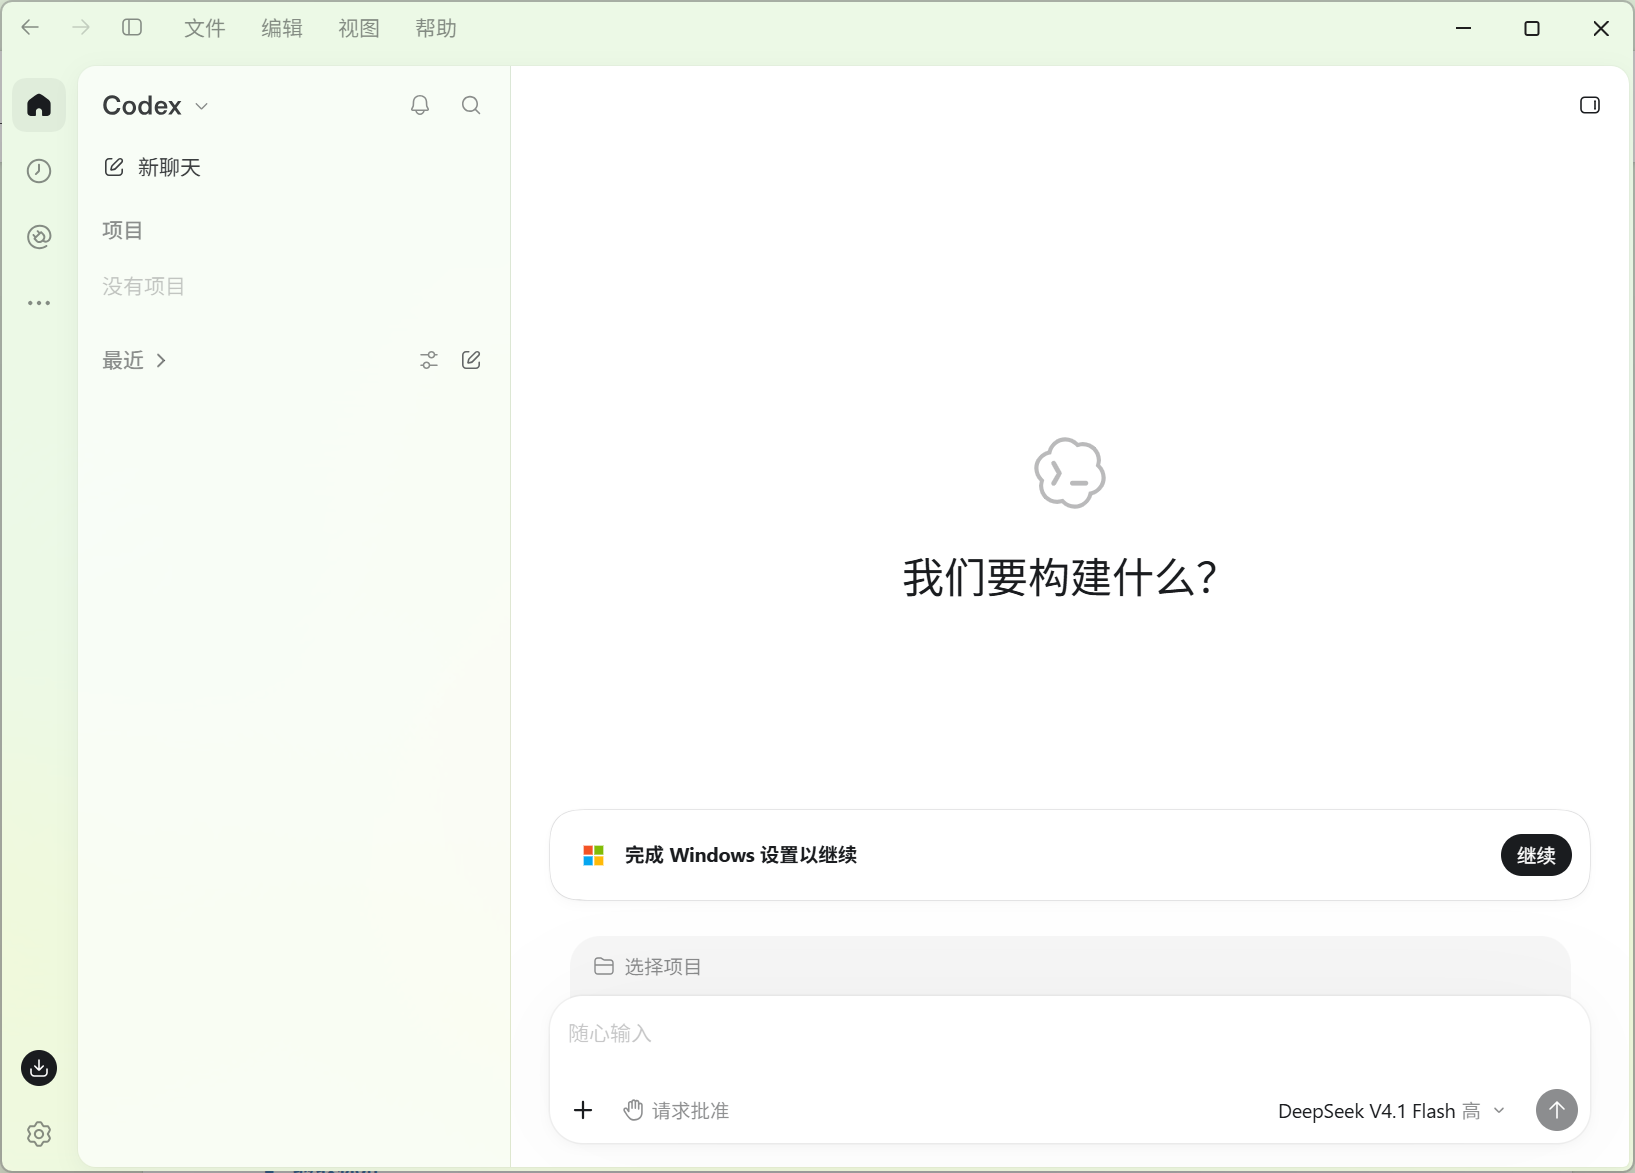 文件 编辑 视图 帮助
Codex
新聊天
项目
没有项目
最近
我们要构建什么？
完成 Windows 设置以继续
继续
选择项目
随心输入
请求批准
DeepSeek V4.1 Flash 高